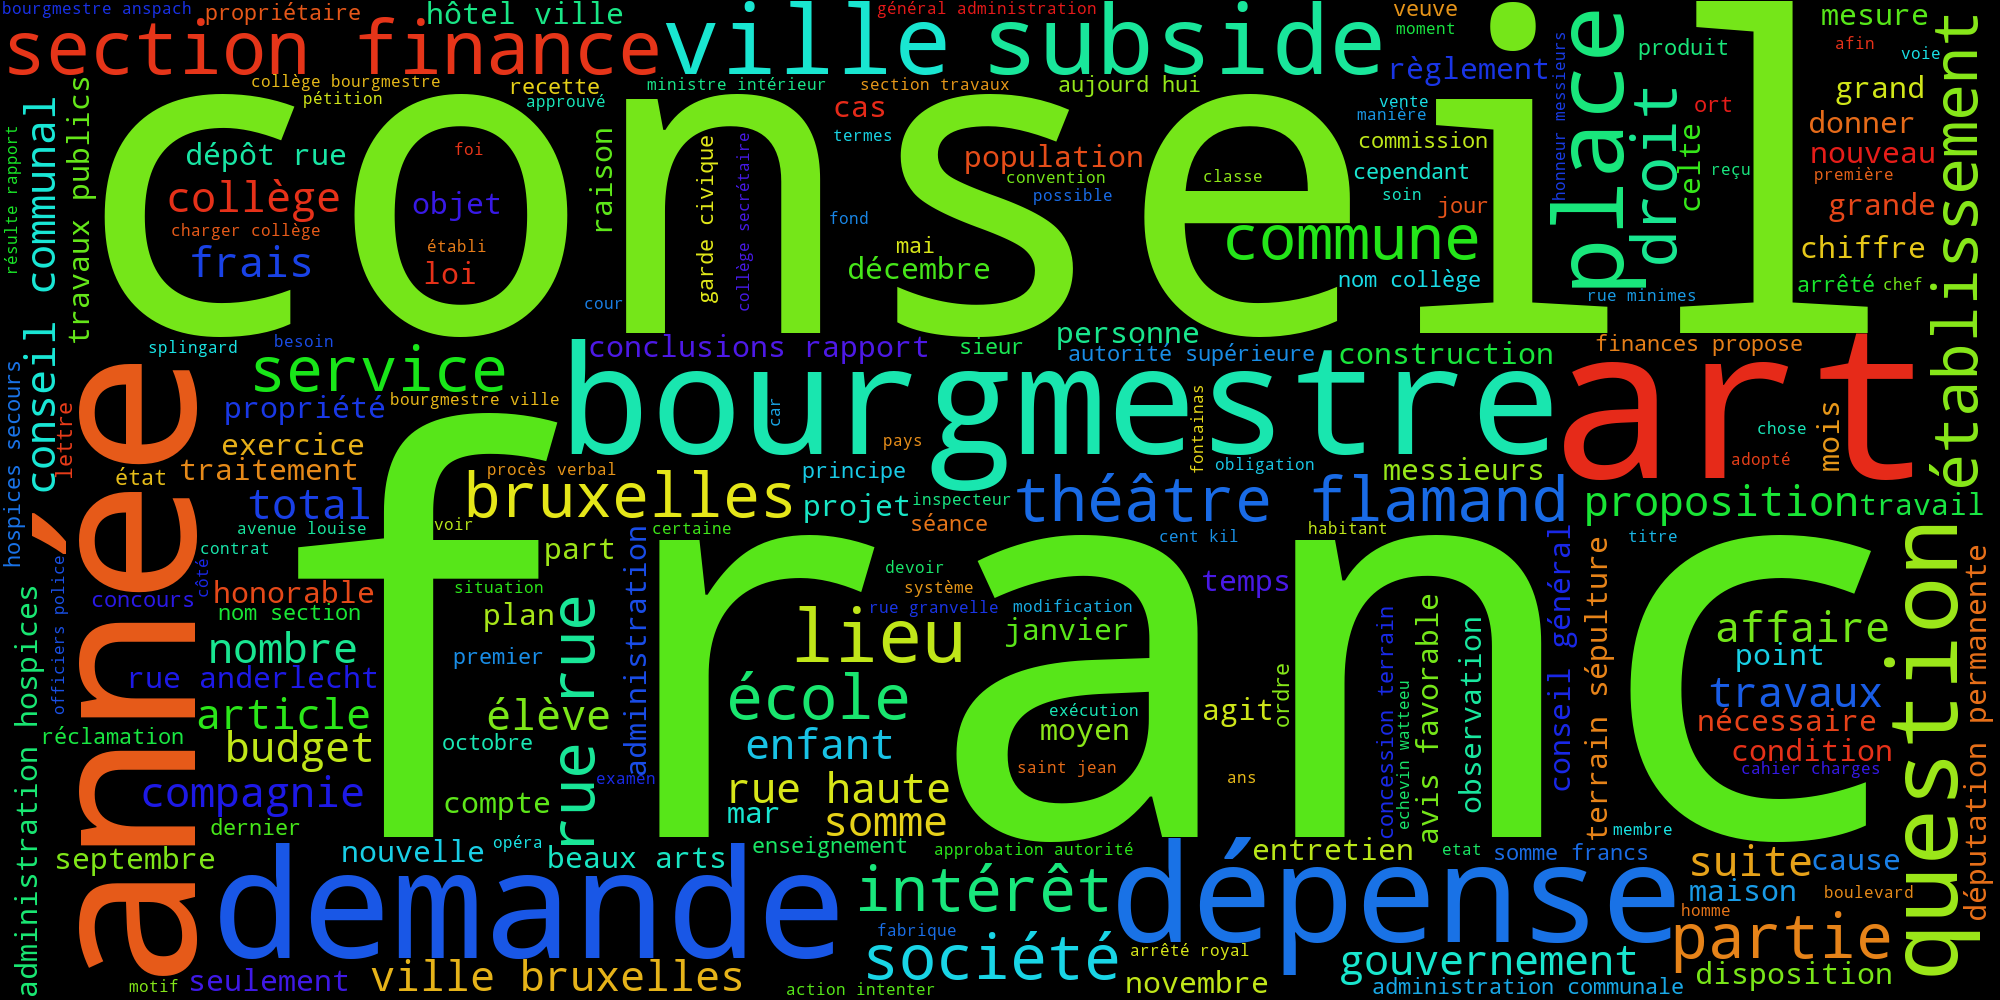 bourgmestre anspach
propriétaire
hôtel ville
général administration
veuve
moment
mesure
section finance
ville
subside
règlement
produit
afin
voie
collège bourgmestre
pétition
recette
approuvé
ministre intérieur
section travaux
aujourd hui
vente
manière
honneur messieurs
place
droit
ort
grand
donner
nouveau
première
reçu
celte
établissement
conseil
dépôt rue
collège
charger collège
frais
foi
objet
établi
loi
raison
garde civique
collège secrétaire
cour
cas
termes
fond
mai
décembre
population
convention
possible
classe
commission
cependant
soin
jour
commune
nom collège
rue minimes
grande
chiffre
arrêté
chef
résulte rapport
conseil communal
travaux publics
splingard
besoin
service
conclusions rapport
sieur
personne
autorité supérieure
construction
finances propose
hospices secours
lettre
année
propriété
bourgmestre ville
bourgmestre
art
exercice
état
traitement
total
avenue louise
contrat
voir
procès verbal
bruxelles
certaine
car
pays
principe
projet
inspecteur
séance
fontainas
obligation
messieurs
théâtre flamand
cent kil
habitant
proposition
travail
mois
chose
adopté
titre
franc
officiers police
côté
concours
honorable
nom section
nombre
rue anderlecht
article
réclamation
budget
compagnie
dernier
part
situation
plan
premier
élève
octobre
compte
rue rue
administration
examen
devoir
système
rue granvelle
modification
lieu
janvier
école
enfant
exécution
moyen
saint jean
rue haute
mar
somme
temps
agit
ordre
ans
concession terrain
echevin watteeu
avis favorable
observation
conseil général
terrain sépulture
affaire
point
travaux
nécessaire
condition
cahier charges
question
députation permanente
administration hospices
septembre
nouvelle
opéra
beaux arts
enseignement
approbation autorité
entretien
etat
somme francs
membre
suite
cause
maison
boulevard
homme
demande
intérêt
dépense
partie
fabrique
société
arrêté royal
novembre
gouvernement
disposition
motif
seulement
ville bruxelles
action intenter
administration communale